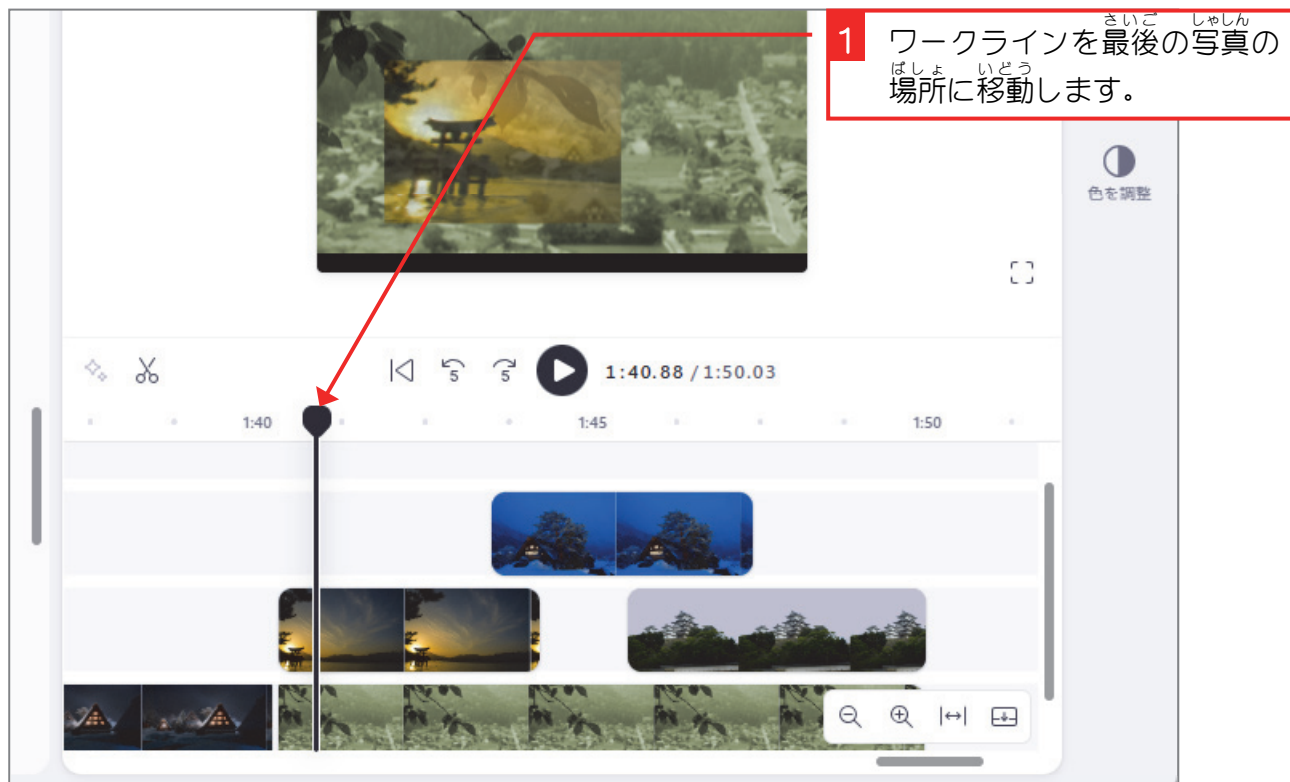 1
さいご しゃしん
ワークラインを最後の写真の
ばしょ いどう
場所に移動します。
色を調整
5 5 1:40.88 / 1:50.03
1:40 1:45 1:50